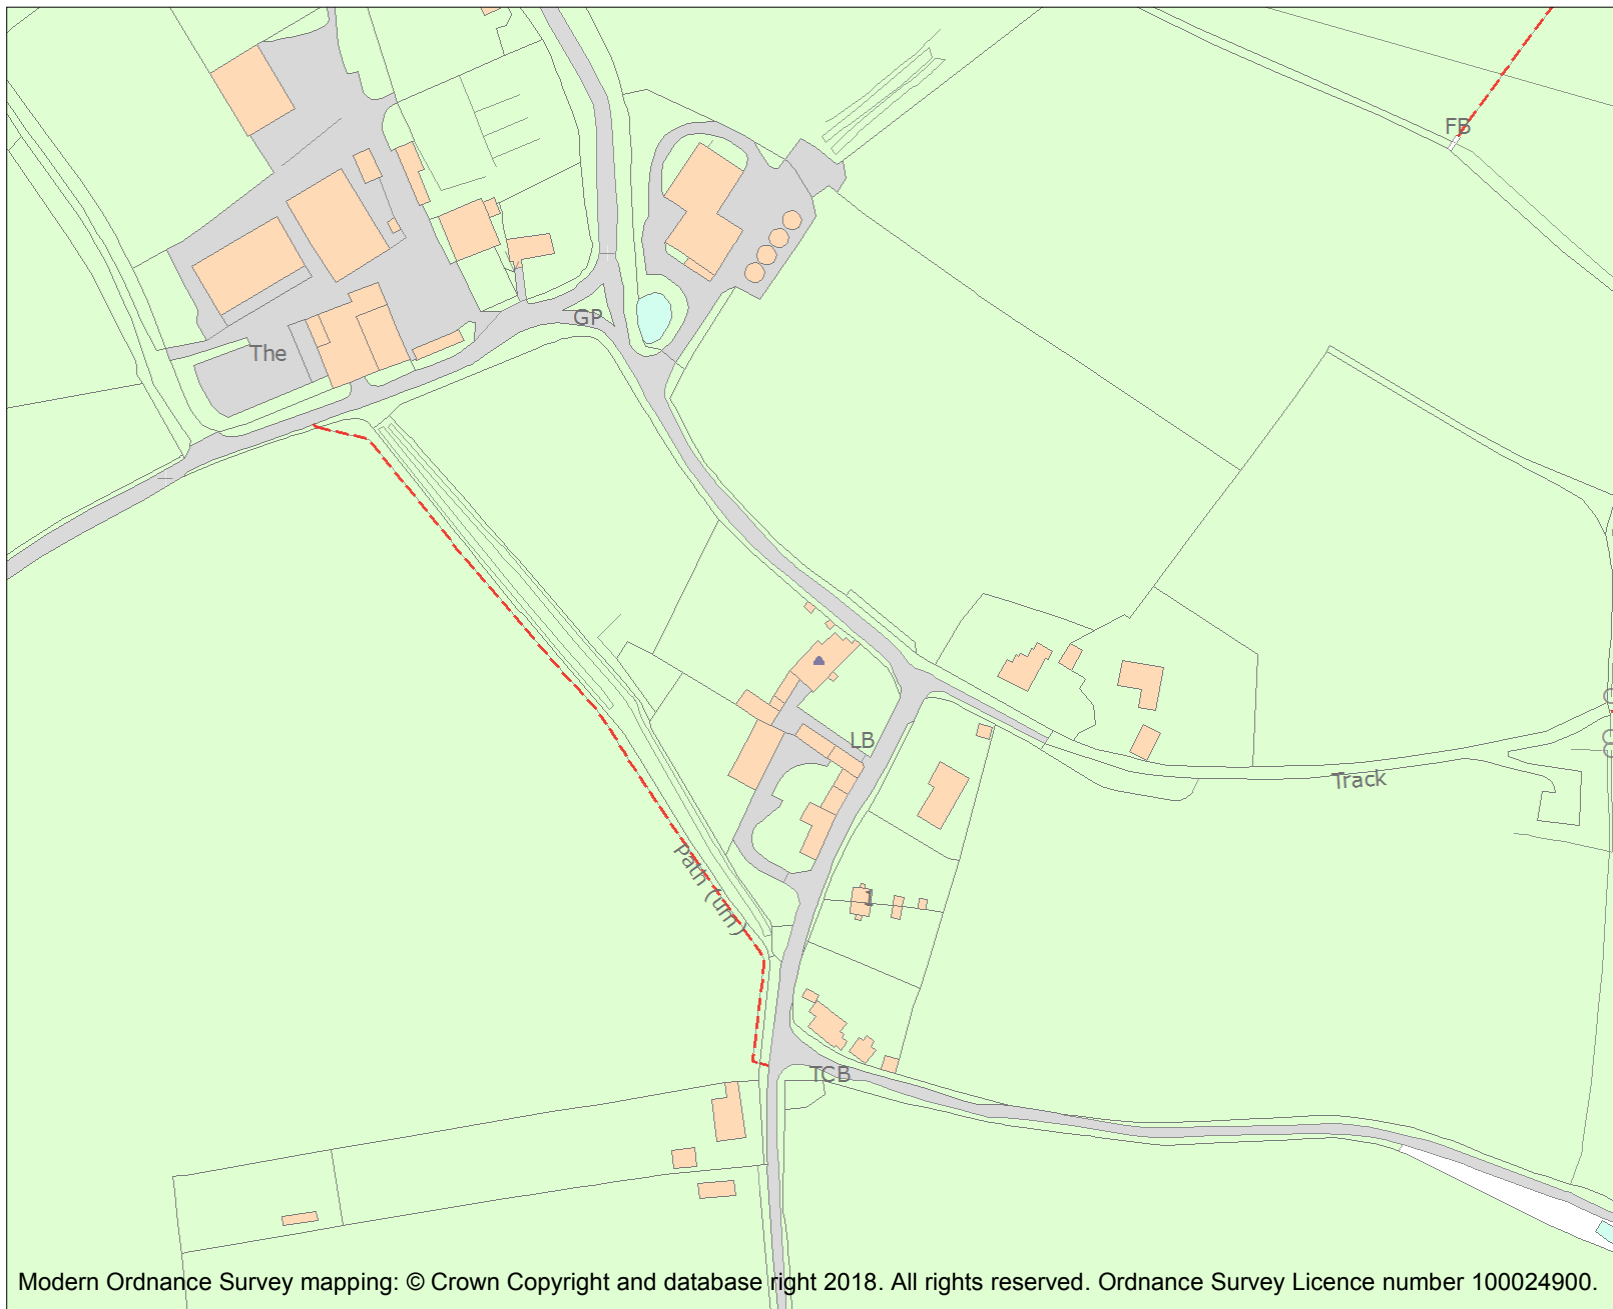 FB
GP
The
LB
Track
Path (um)
1
TCB
Modern Ordnance Survey mapping: © Crown Copyright and database right 2018. All rights reserved. Ordnance Survey Licence number 100024900.